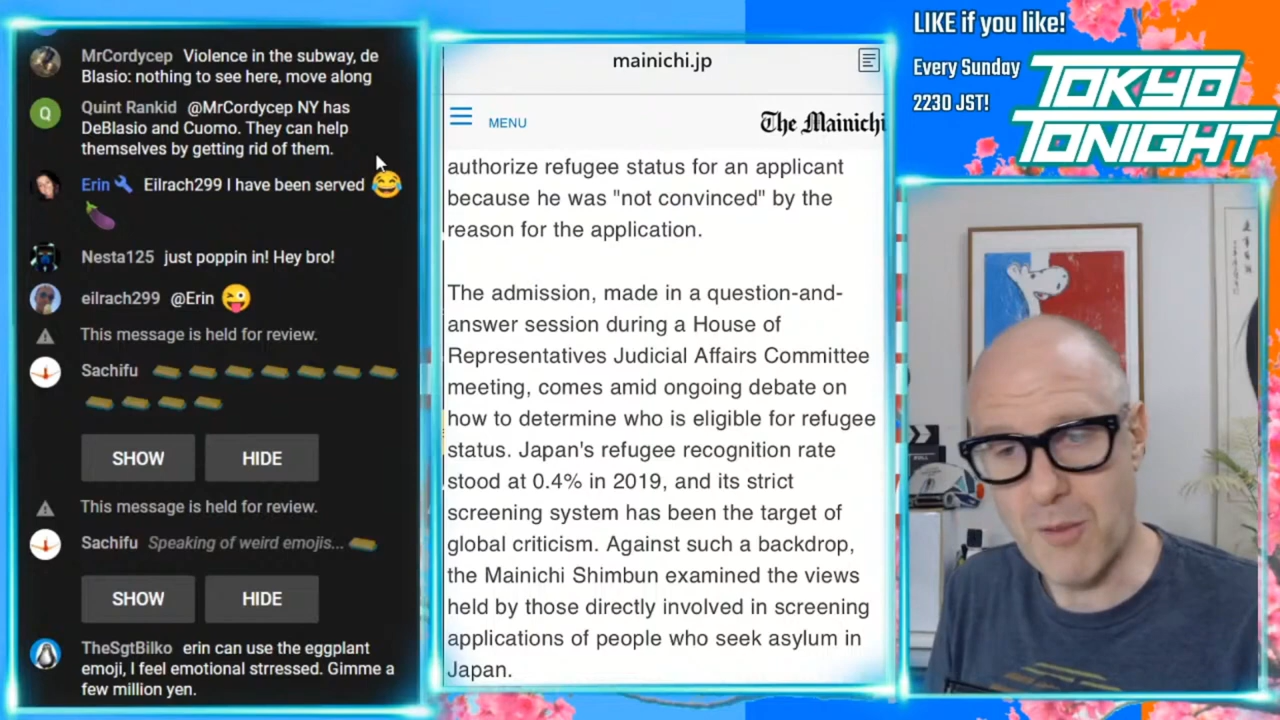 MrCordycep Violence in the subway, de
Blasio: nothing to see here, move along
Q
Quint Rankid @MrCordycep NY has
DeBlasio and Cuomo. They can help
themselves by getting rid of them.
Erin 🔧 Eilrach299 I have been served 😂
🍆
Nesta125 just poppin in! Hey bro!
eilrach299 @Erin 😜
This message is held for review.
Sachifu
SHOW HIDE
This message is held for review.
Sachifu Speaking of weird emojis...
SHOW HIDE
TheSgtBilko erin can use the eggplant
emoji, I feel emotional strressed. Gimme a
few million yen.
mainichi.jp
MENU
The Mainichi
authorize refugee status for an applicant
because he was "not convinced" by the
reason for the application.
The admission, made in a question-and-
answer session during a House of
Representatives Judicial Affairs Committee
meeting, comes amid ongoing debate on
how to determine who is eligible for refugee
status. Japan's refugee recognition rate
stood at 0.4% in 2019, and its strict
screening system has been the target of
global criticism. Against such a backdrop,
the Mainichi Shimbun examined the views
held by those directly involved in screening
applications of people who seek asylum in
Japan.
LIKE if you like!
Every Sunday
2230 JST!
TOKYO
TONIGHT